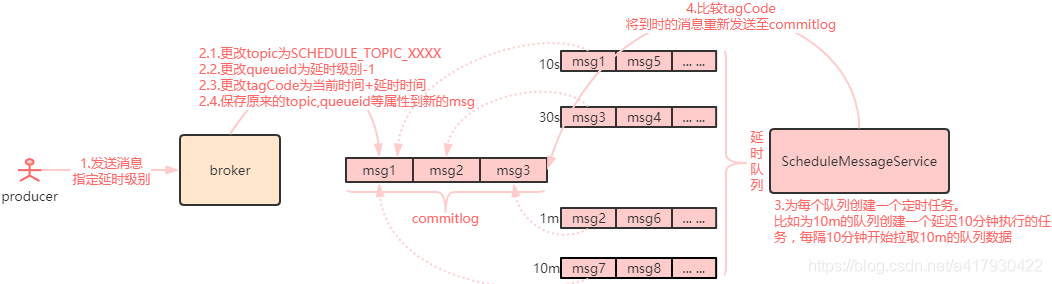 4.比较tagCode
将到时的消息重新发送至commitlog
2.1.更改topic为SCHEDULE_TOPIC_XXXX
2.2.更改queueid为延时级别-1
2.3.更改tagCode为当前时间+延时时间
2.4.保存原来的topic,queueid等属性到新的msg
10s msg1 msg5 ... ...
30s msg3 msg4 ... ...
1.发送消息
指定延时级别
producer
broker
msg1 msg2 msg3
commitlog
延时队列
ScheduleMessageService
1m msg2 msg6 ... ...
10m msg7 msg8 ... ...
3.为每个队列创建一个定时任务。
比如为10m的队列创建一个延迟10分钟执行的任
务，每隔10分钟开始拉取10m的队列数据
https://blog.csdn.net/a417930422